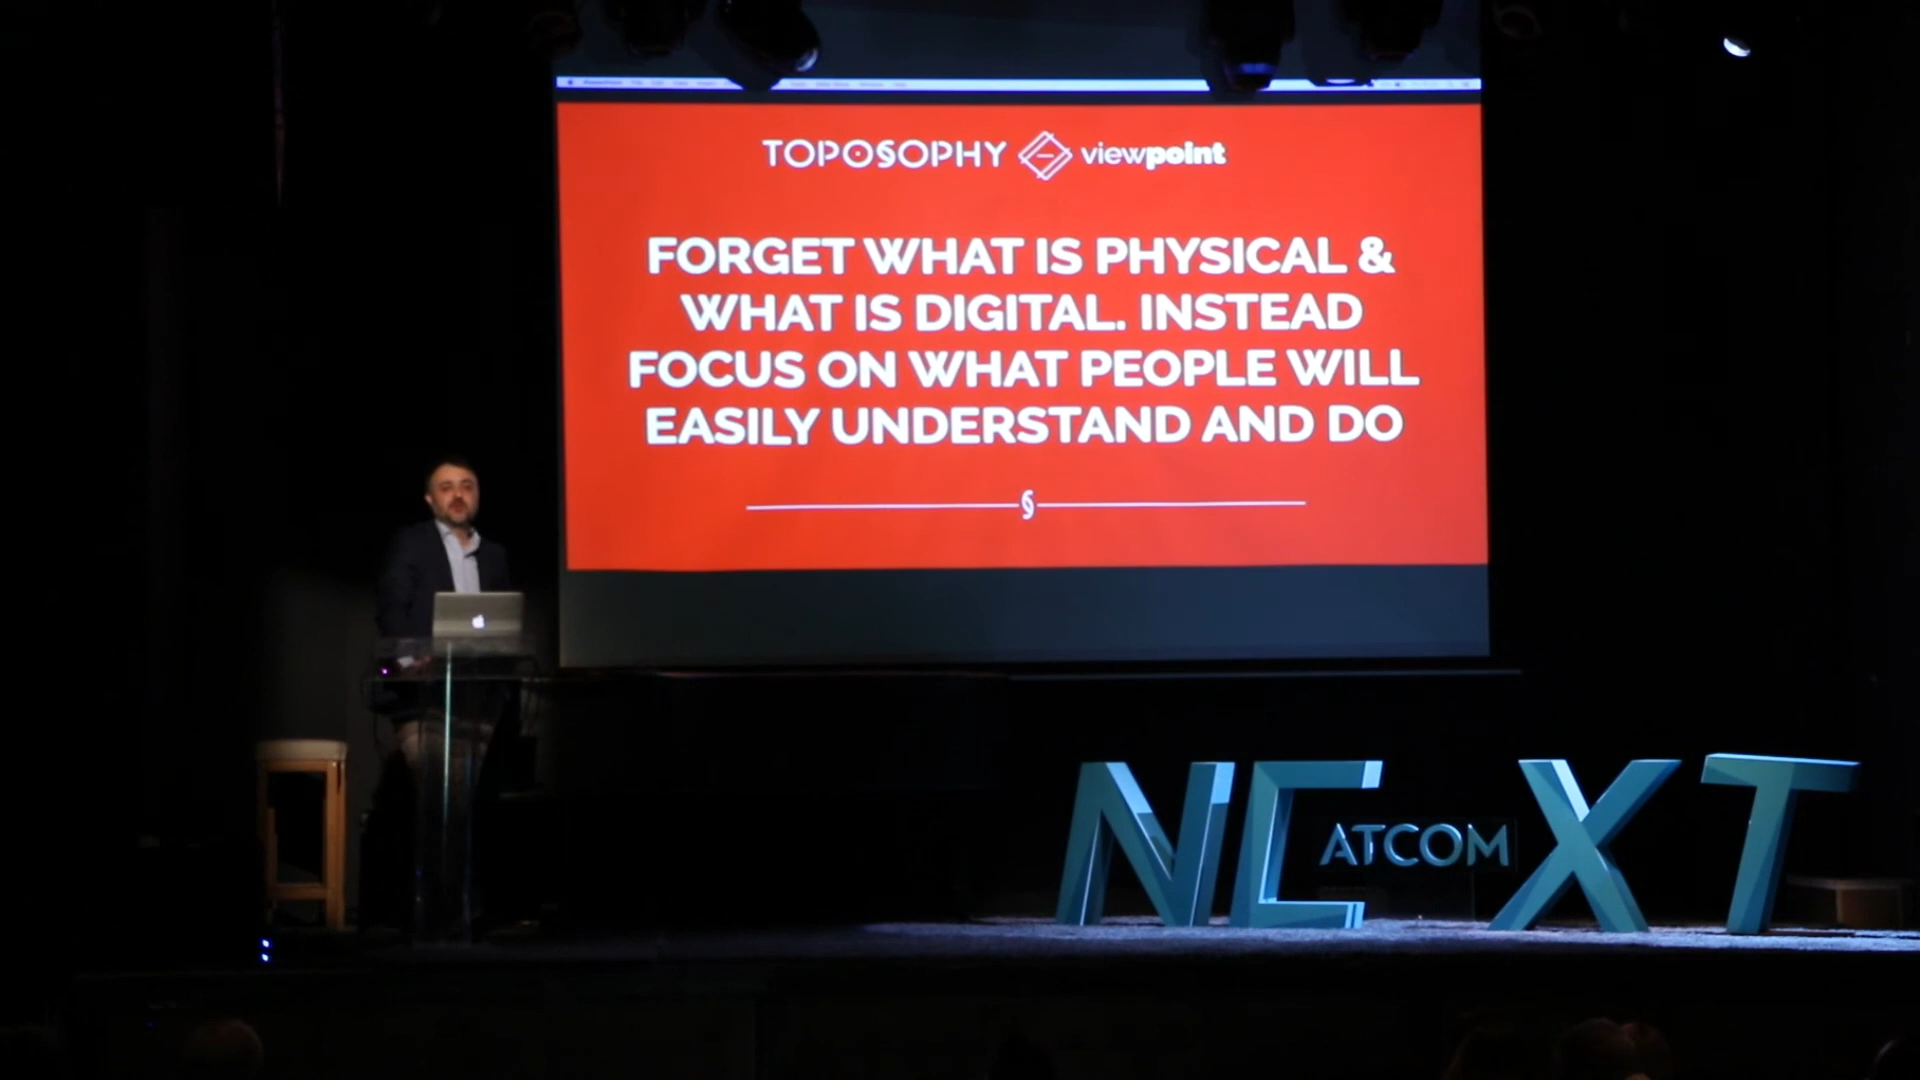 TOPOSOPHY viewpoint
FORGET WHAT IS PHYSICAL &
WHAT IS DIGITAL. INSTEAD
FOCUS ON WHAT PEOPLE WILL
EASILY UNDERSTAND AND DO
NEXT
ATCOM